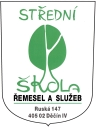 STŘEDNÍ
ŠKOLA
ŘEMESEL A SLUŽEB
Ruská 147
405 02 Děčín IV